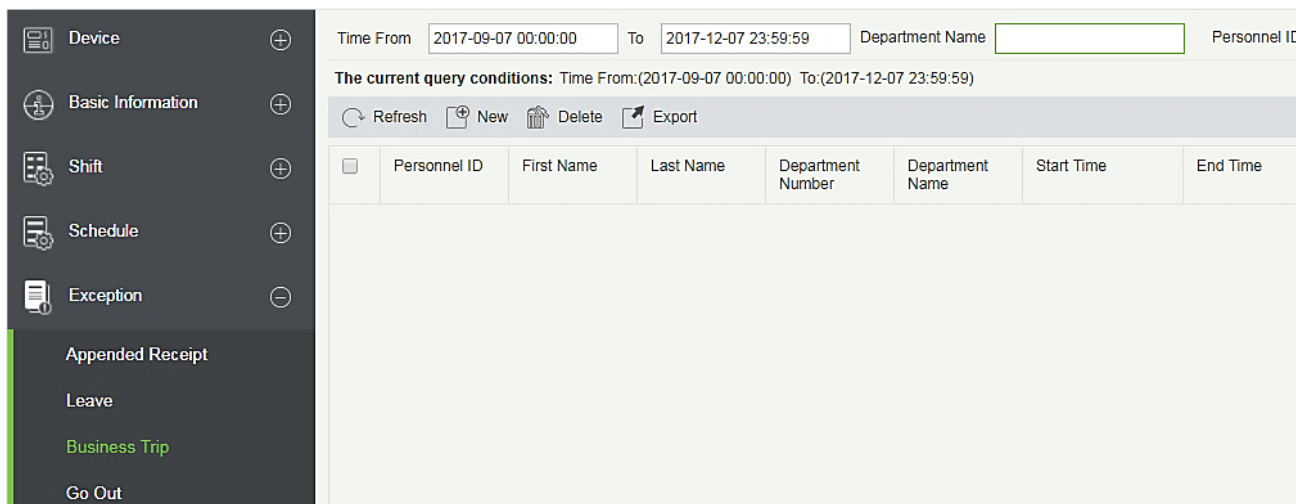 Device
Basic Information
Shift
Schedule
Exception
Appended Receipt
Leave
Business Trip
Go Out
Time From 2017-09-07 00:00:00 To 2017-12-07 23:59:59 Department Name Personnel ID
The current query conditions: Time From:(2017-09-07 00:00:00) To:(2017-12-07 23:59:59)
Refresh New Delete Export
Personnel ID First Name Last Name Department Number Department Name Start Time End Time